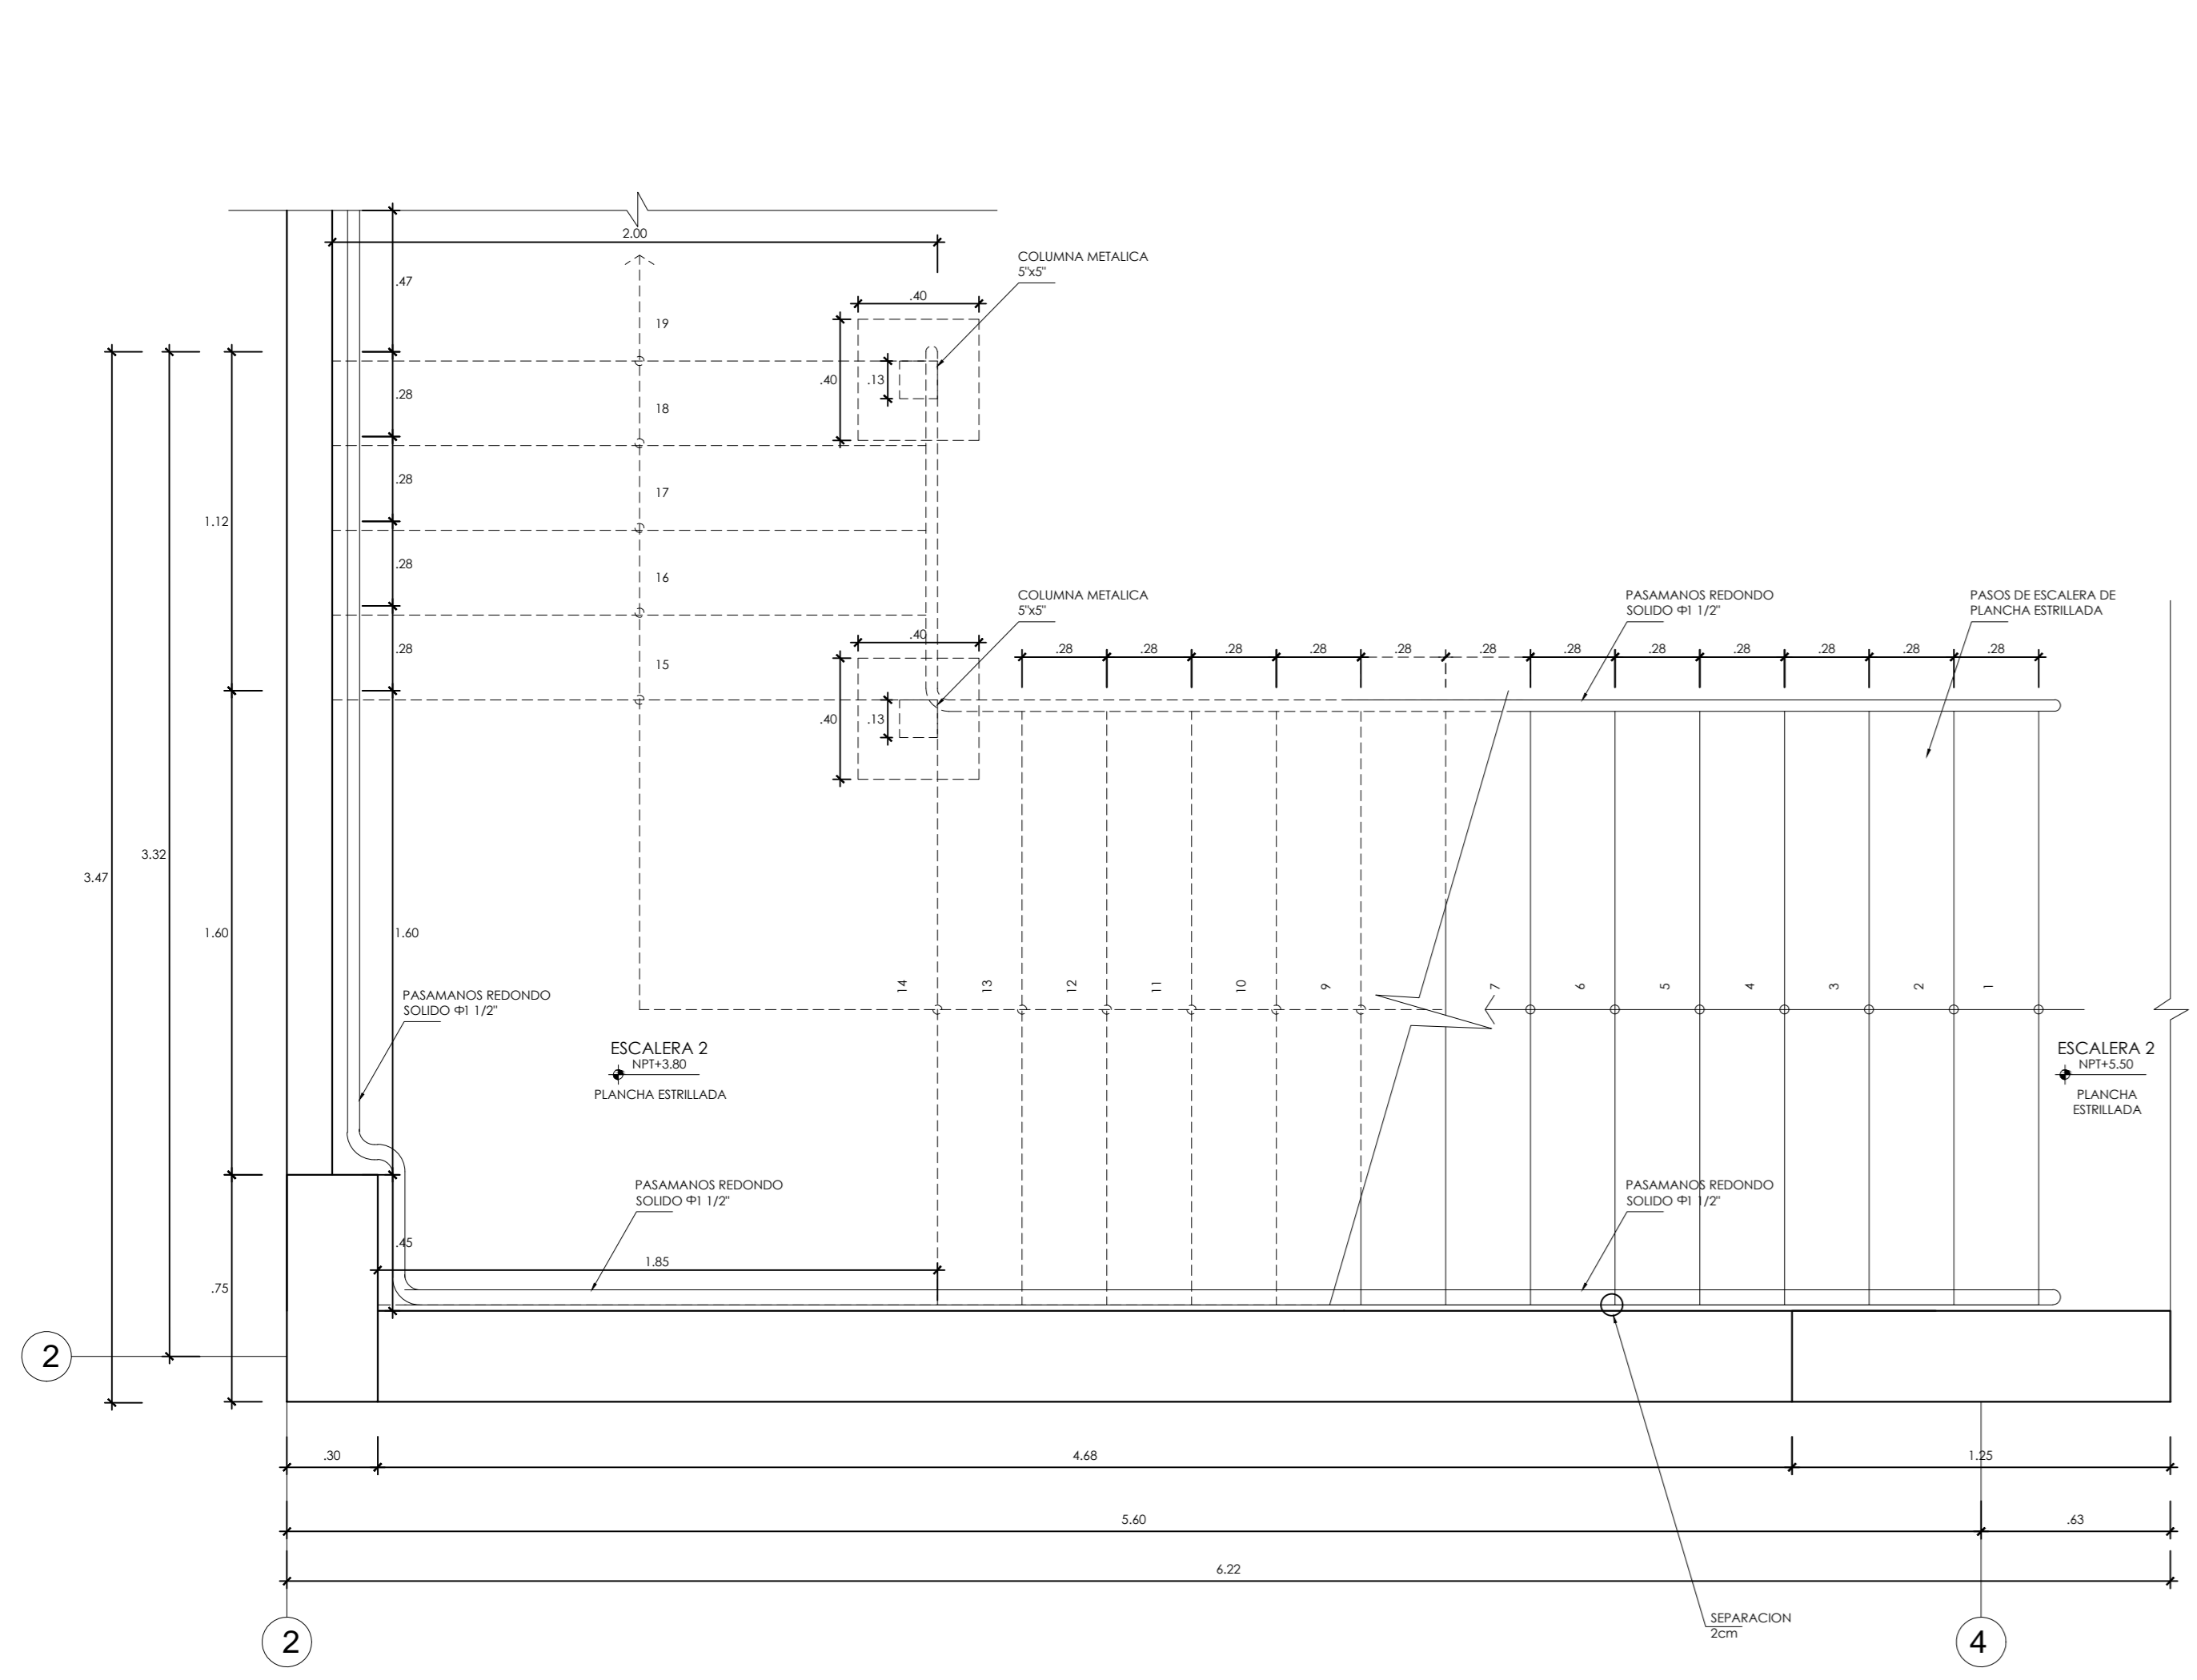 2.00
COLUMNA METALICA
5"x5"
.47
.40
19
.28
.40
.13
18
.28
17
1.12
.28
16
COLUMNA METALICA
5"x5"
PASAMANOS REDONDO
SOLIDO Φ1 1/2"
PASOS DE ESCALERA DE
PLANCHA ESTRILLADA
.28
15
.40
.28
.28
.28
.28
.28
.28
.28
.28
.28
.28
.28
.28
.40
.13
3.32
3.47
1.60
1.60
14
13
12
11
10
9
7
6
5
4
3
2
1
PASAMANOS REDONDO
SOLIDO Φ1 1/2"
ESCALERA 2
NPT+3.80
PLANCHA ESTRILLADA
ESCALERA 2
NPT+5.50
PLANCHA
ESTRILLADA
PASAMANOS REDONDO
SOLIDO Φ1 1/2"
PASAMANOS REDONDO
SOLIDO Φ1 1/2"
.45
1.85
.75
2
.30
4.68
1.25
5.60
.63
6.22
SEPARACION
2cm
2
4